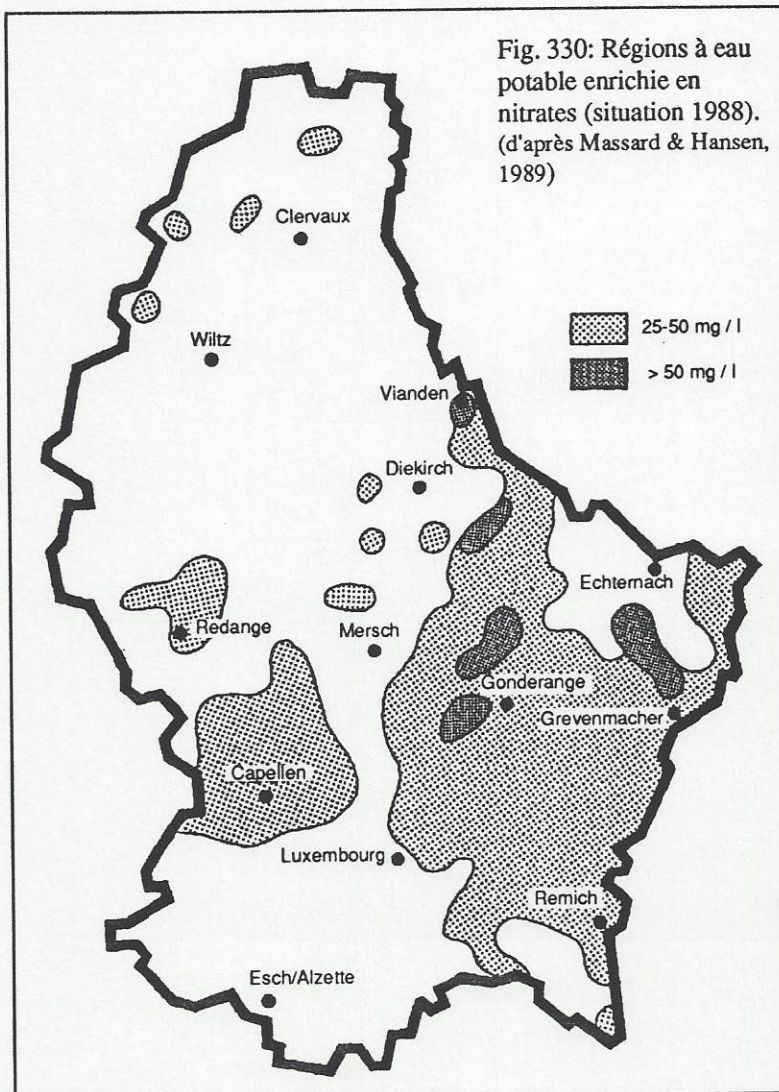 Fig. 330: Régions à eau
potable enrichie en
nitrates (situation 1988).
(d'après Massard & Hansen,
1989)
Clervaux
25-50 mg / l
Wiltz
> 50 mg / l
Vianden
Diekirch
Echternach
Redange
Mersch
Gonderange
Grevenmacher
Capellen
Luxembourg
Remich
Esch/Alzette